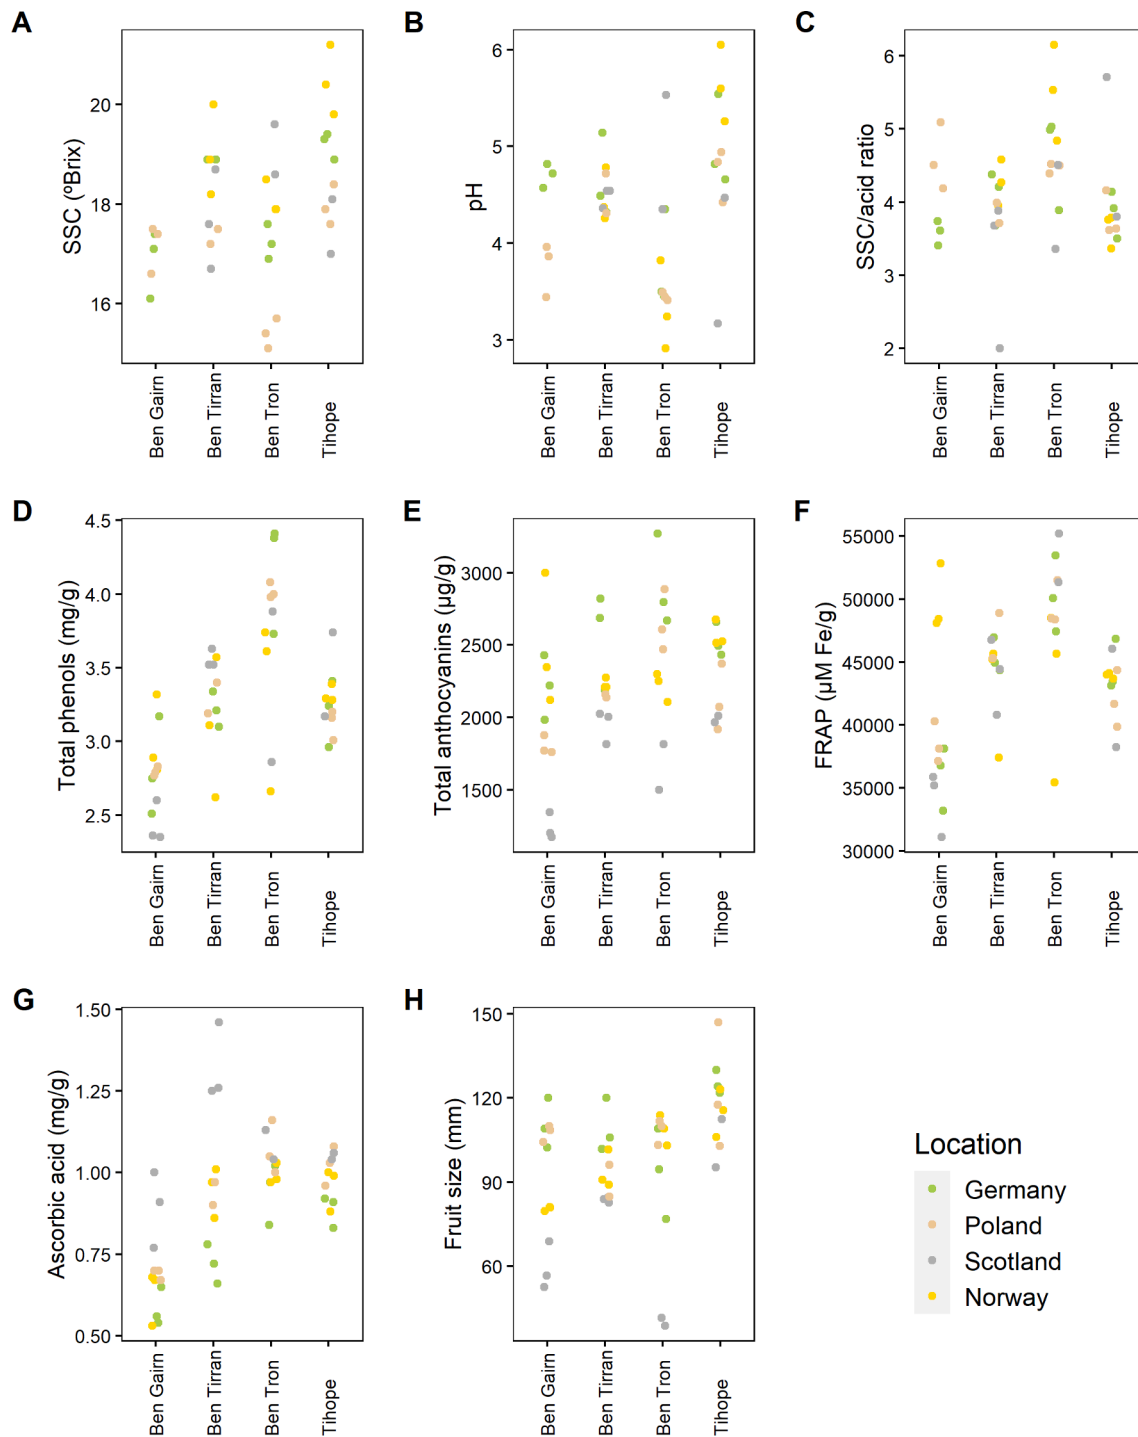 A
SSC (ºBrix)
20
18
16
Ben Gairn
Ben Tirran
Ben Tron
Tihope
B
pH
6
5
4
3
Ben Gairn
Ben Tirran
Ben Tron
Tihope
C
SSC/acid ratio
6
5
4
3
2
Ben Gairn
Ben Tirran
Ben Tron
Tihope
D
Total phenols (mg/g)
4.5
4.0
3.5
3.0
2.5
Ben Gairn
Ben Tirran
Ben Tron
Tihope
E
Total anthocyanins (µg/g)
3000
2500
2000
1500
Ben Gairn
Ben Tirran
Ben Tron
Tihope
F
FRAP (µM Fe/g)
55000
50000
45000
40000
35000
30000
Ben Gairn
Ben Tirran
Ben Tron
Tihope
G
Ascorbic acid (mg/g)
1.50
1.25
1.00
0.75
0.50
Ben Gairn
Ben Tirran
Ben Tron
Tihope
H
Fruit size (mm)
150
120
90
60
Ben Gairn
Ben Tirran
Ben Tron
Tihope
Location
Germany
Poland
Scotland
Norway